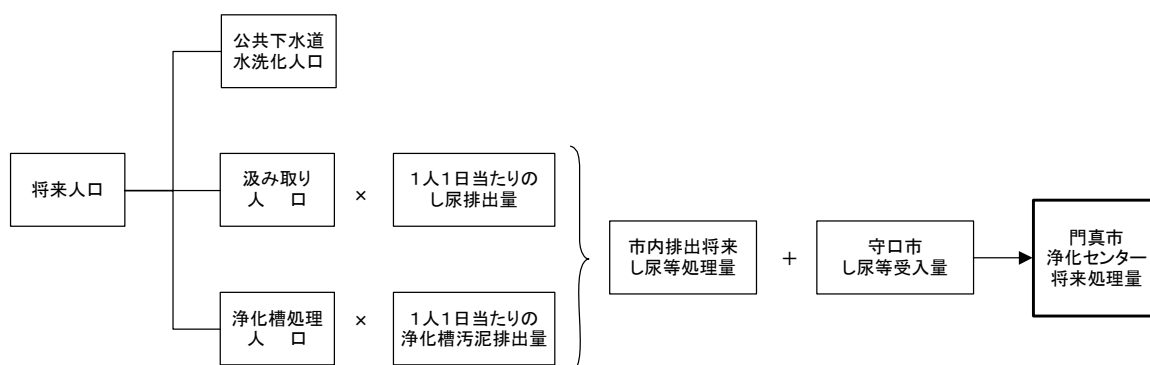 公共下水道
水洗化人口
将来人口
汲み取り
人　口
×
１人１日当たりの
し尿排出量
浄化槽処理
人　口
×
１人１日当たりの
浄化槽汚泥排出量
市内排出将来
し尿等処理量
+
守口市
し尿等受入量
門真市
浄化センター
将来処理量